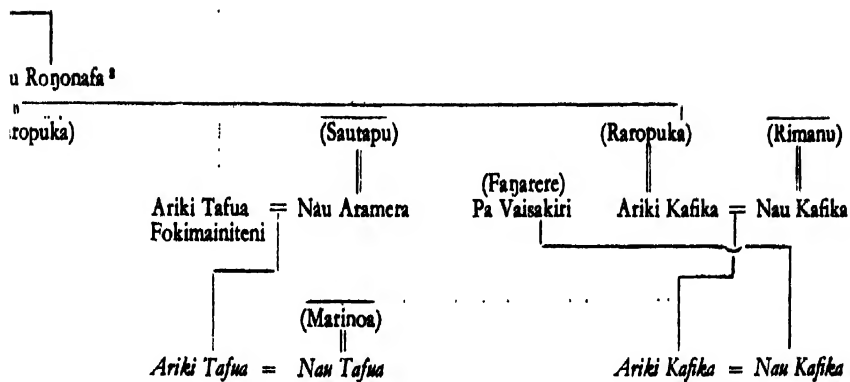 u Roŋonafa ²
ropuka) (Sautapu) (Raropuka) (Rimanu)
(Faŋarere)
Ariki Tafua = Nau Aramera Pa Vaisakiri Ariki Kafika = Nau Kafika
Fokimainiteni
(Marinoa)
Ariki Tafua = Nau Tafua Ariki Kafika = Nau Kafika